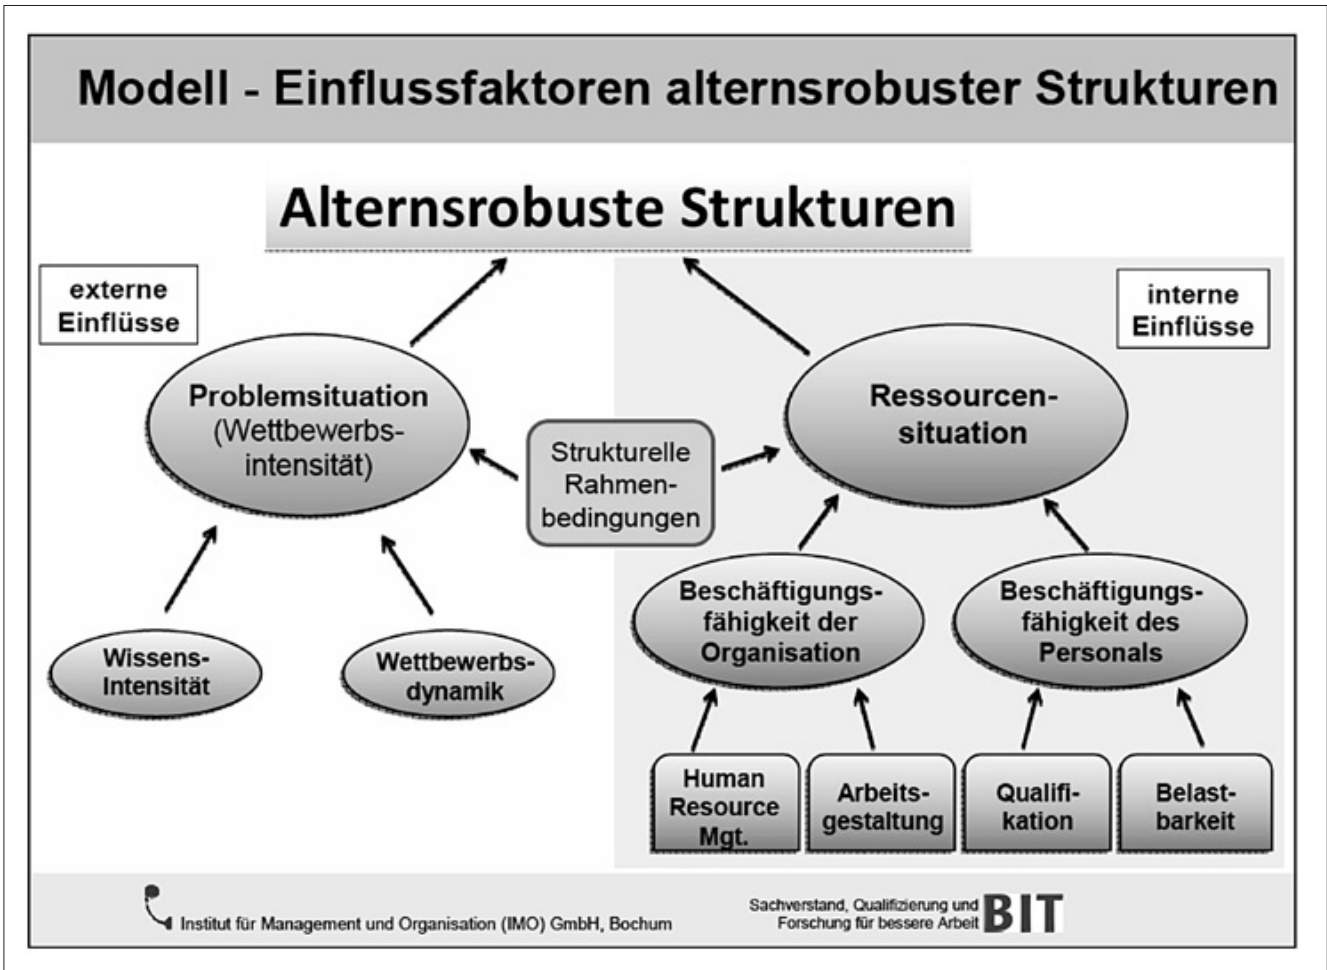 Modell - Einflussfaktoren alternsrobuster Strukturen
Alternsrobuste Strukturen
externe
Einflüsse
interne
Einflüsse
Problemsituation
(Wettbewerbs-
intensität)
Ressourcen-
situation
Strukturelle
Rahmen-
bedingungen
Wissens-
Intensität
Wettbewerbs-
dynamik
Beschäftigungs-
fähigkeit der
Organisation
Beschäftigungs-
fähigkeit des
Personals
Human
Resource
Mgt.
Arbeits-
gestaltung
Qualifi-
kation
Belast-
barkeit
Institut für Management und Organisation (IMO) GmbH, Bochum
Sachverstand, Qualifizierung und
Forschung für bessere Arbeit
BIT